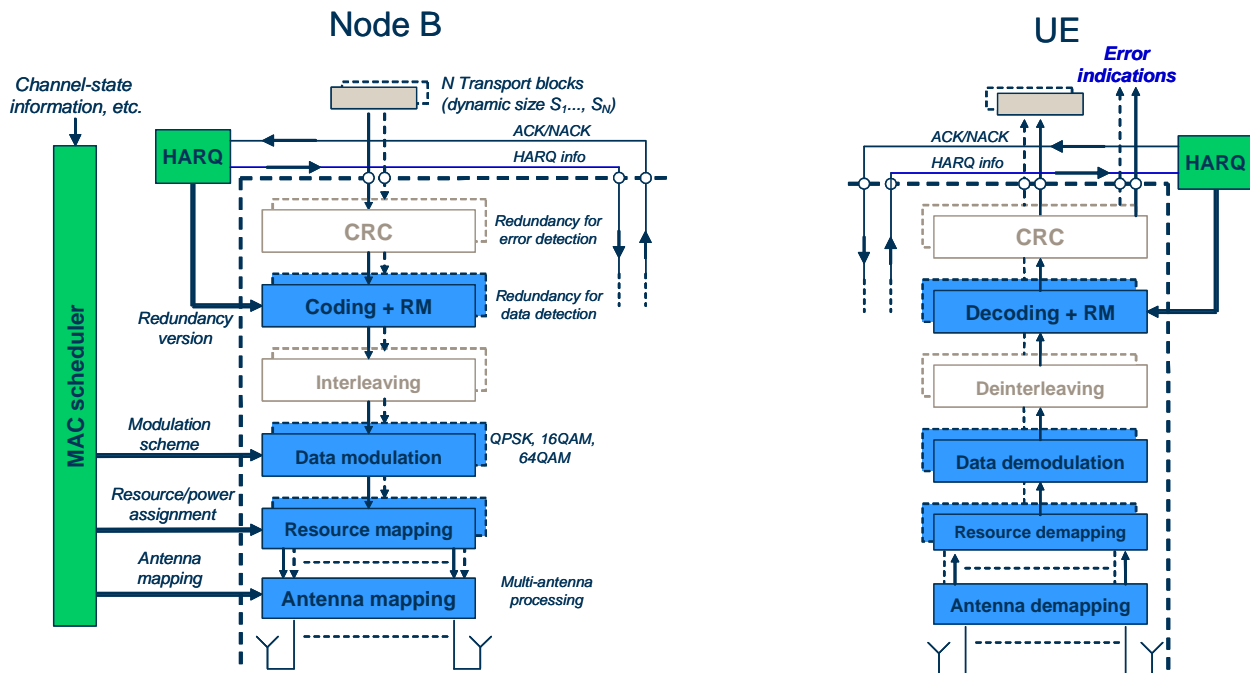 Node B
UE
Channel-state
information, etc.
N Transport blocks
(dynamic size S1..., SN)
Error
indications
ACK/NACK
HARQ
HARQ info
ACK/NACK
HARQ info
HARQ
MAC scheduler
CRC
Redundancy for
error detection
CRC
Coding + RM
Redundancy for
data detection
Decoding + RM
Redundancy
version
Interleaving
Deinterleaving
Modulation
scheme
Data modulation
QPSK, 16QAM,
64QAM
Data demodulation
Resource/power
assignment
Resource mapping
Resource demapping
Antenna
mapping
Antenna mapping
Multi-antenna
processing
Antenna demapping